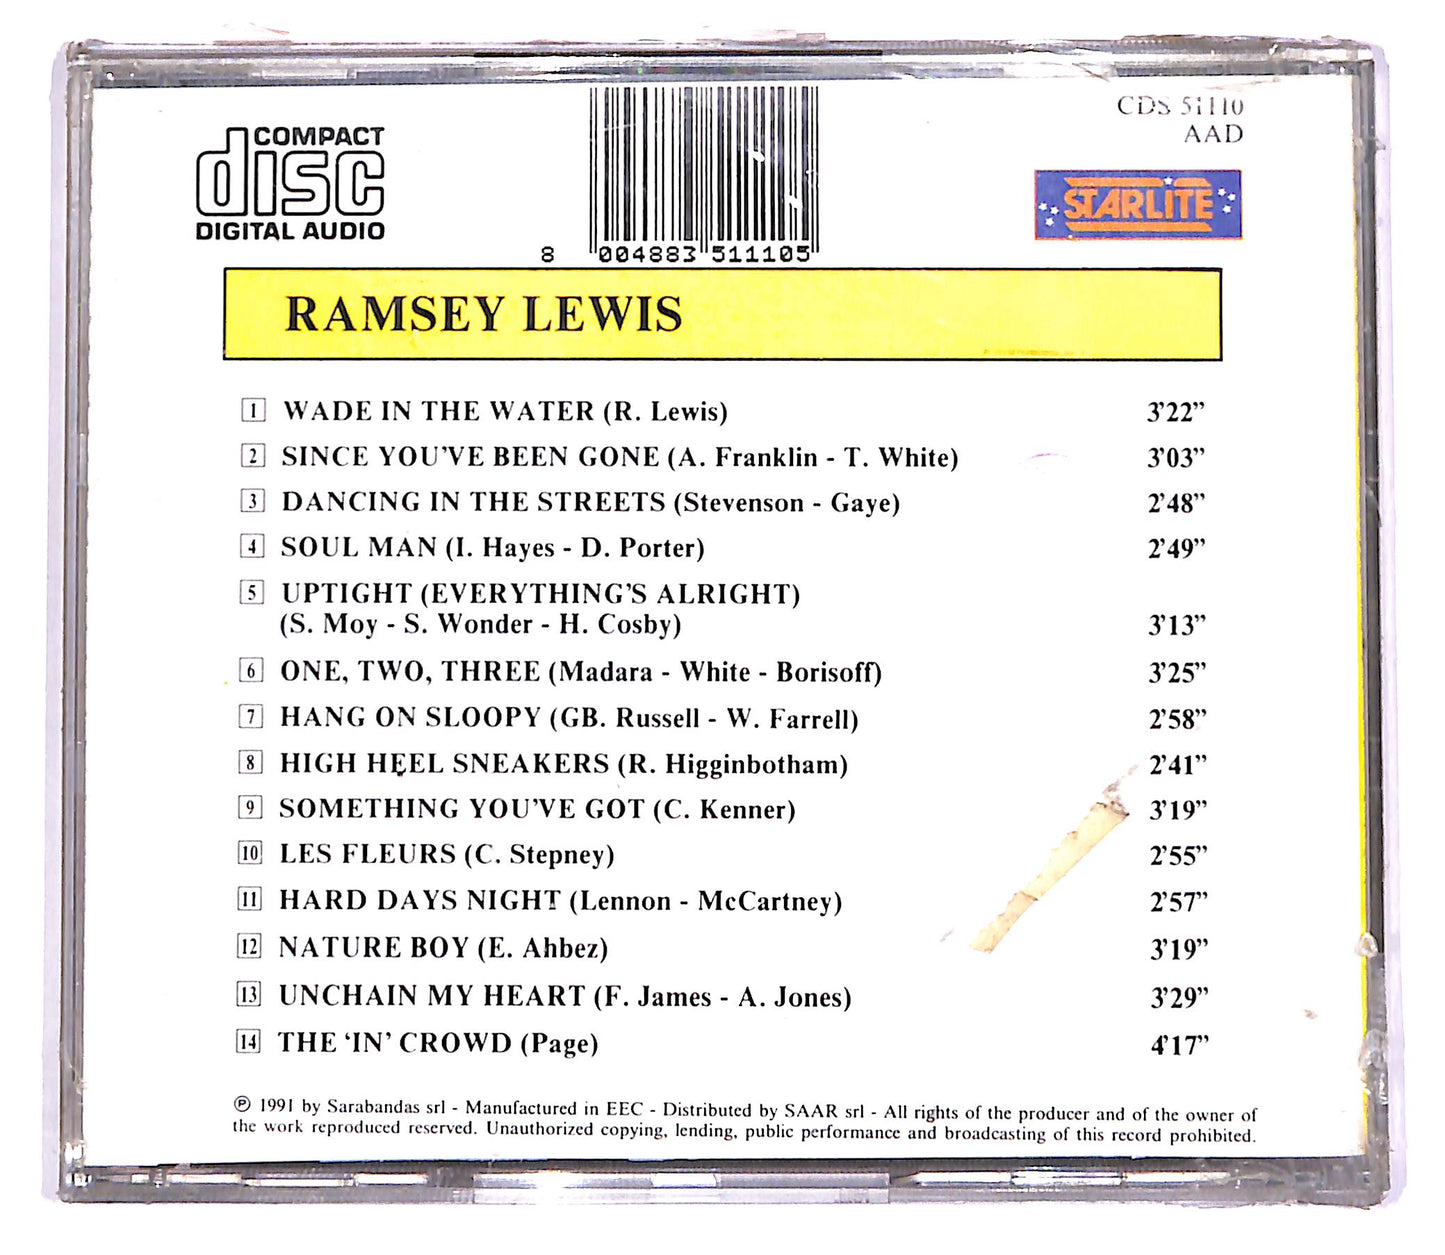 COMPACT
disc
DIGITAL AUDIO
8 004883 511105
CDS 51110
AAD
STARLITE
RAMSEY LEWIS
1 WADE IN THE WATER (R. Lewis) 3'22”
2 SINCE YOU'VE BEEN GONE (A. Franklin - T. White) 3'03”
3 DANCING IN THE STREETS (Stevenson - Gaye) 2'48”
4 SOUL MAN (I. Hayes - D. Porter) 2'49”
5 UPTIGHT (EVERYTHING'S ALRIGHT)
(S. Moy - S. Wonder - H. Cosby) 3'13”
6 ONE, TWO, THREE (Madara - White - Borisoff) 3'25”
7 HANG ON SLOOPY (GB. Russell - W. Farrell) 2'58”
8 HIGH HEEL SNEAKERS (R. Higginbotham) 2'41”
9 SOMETHING YOU'VE GOT (C. Kenner) 3'19”
10 LES FLEURS (C. Stepney) 2'55”
11 HARD DAYS NIGHT (Lennon - McCartney) 2'57”
12 NATURE BOY (E. Ahbez) 3'19”
13 UNCHAIN MY HEART (F. James - A. Jones) 3'29”
14 THE ‘IN’ CROWD (Page) 4'17”
℗ 1991 by Sarabandas srl - Manufactured in EEC - Distributed by SAAR srl - All rights of the producer and of the owner of
the work reproduced reserved. Unauthorized copying, lending, public performance and broadcasting of this record prohibited.